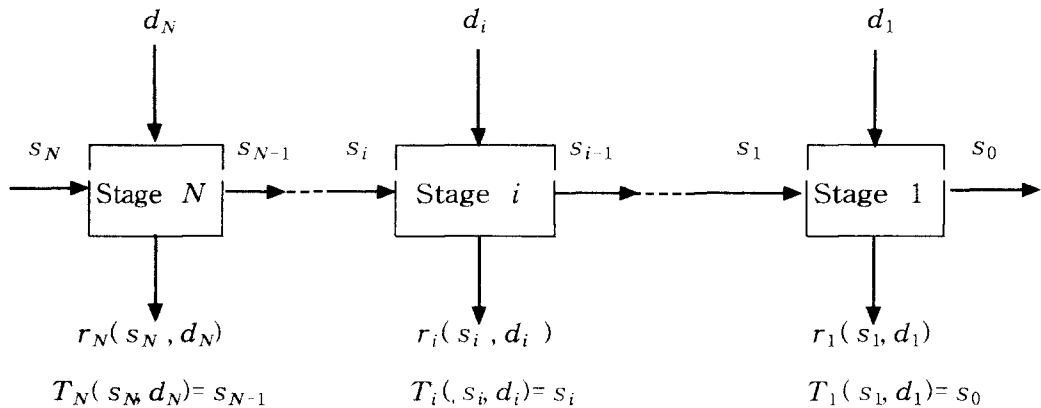 d_N d_i d_1
s_N s_{N-1} s_i s_{i-1} s_1 s_0
Stage N Stage i Stage 1
r_N(s_N, d_N) r_i(s_i, d_i) r_1(s_1, d_1)
T_N(s_N, d_N)=s_{N-1} T_i(, s_i, d_i)=s_i T_1(s_1, d_1)=s_0